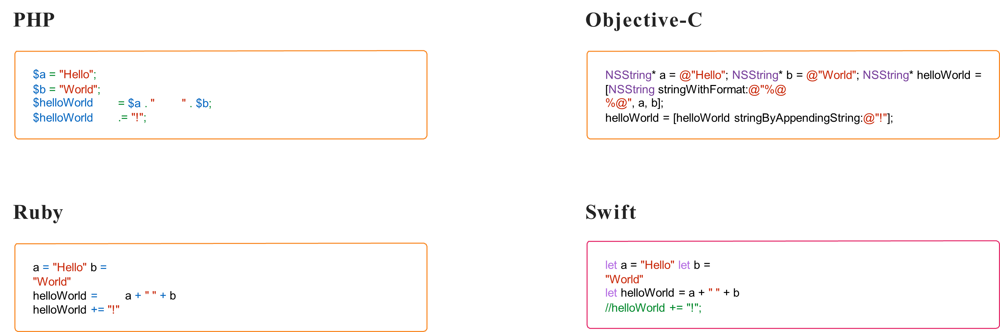 PHP
$a = "Hello";
$b = "World";
$helloWorld = $a . " " . $b;
$helloWorld .= "!";
Objective-C
NSString* a = @"Hello"; NSString* b = @"World"; NSString* helloWorld =
[NSString stringWithFormat:@"%@
%@", a, b];
helloWorld = [helloWorld stringByAppendingString:@"!"];
Ruby
a = "Hello" b =
"World"
helloWorld = a + " " + b
helloWorld += "!"
Swift
let a = "Hello" let b =
"World"
let helloWorld = a + " " + b
//helloWorld += "!";